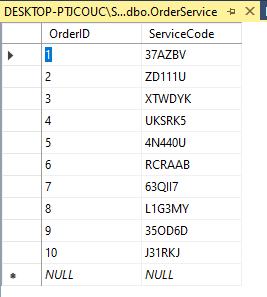 DESKTOP-PTJCOUC\S...dbo.OrderService
OrderID ServiceCode
1 37AZBV
2 ZD111U
3 XTWDYK
4 UKSRK5
5 4N440U
6 RCRAAB
7 63QII7
8 L1G3MY
9 35OD6D
10 J31RKJ
NULL NULL